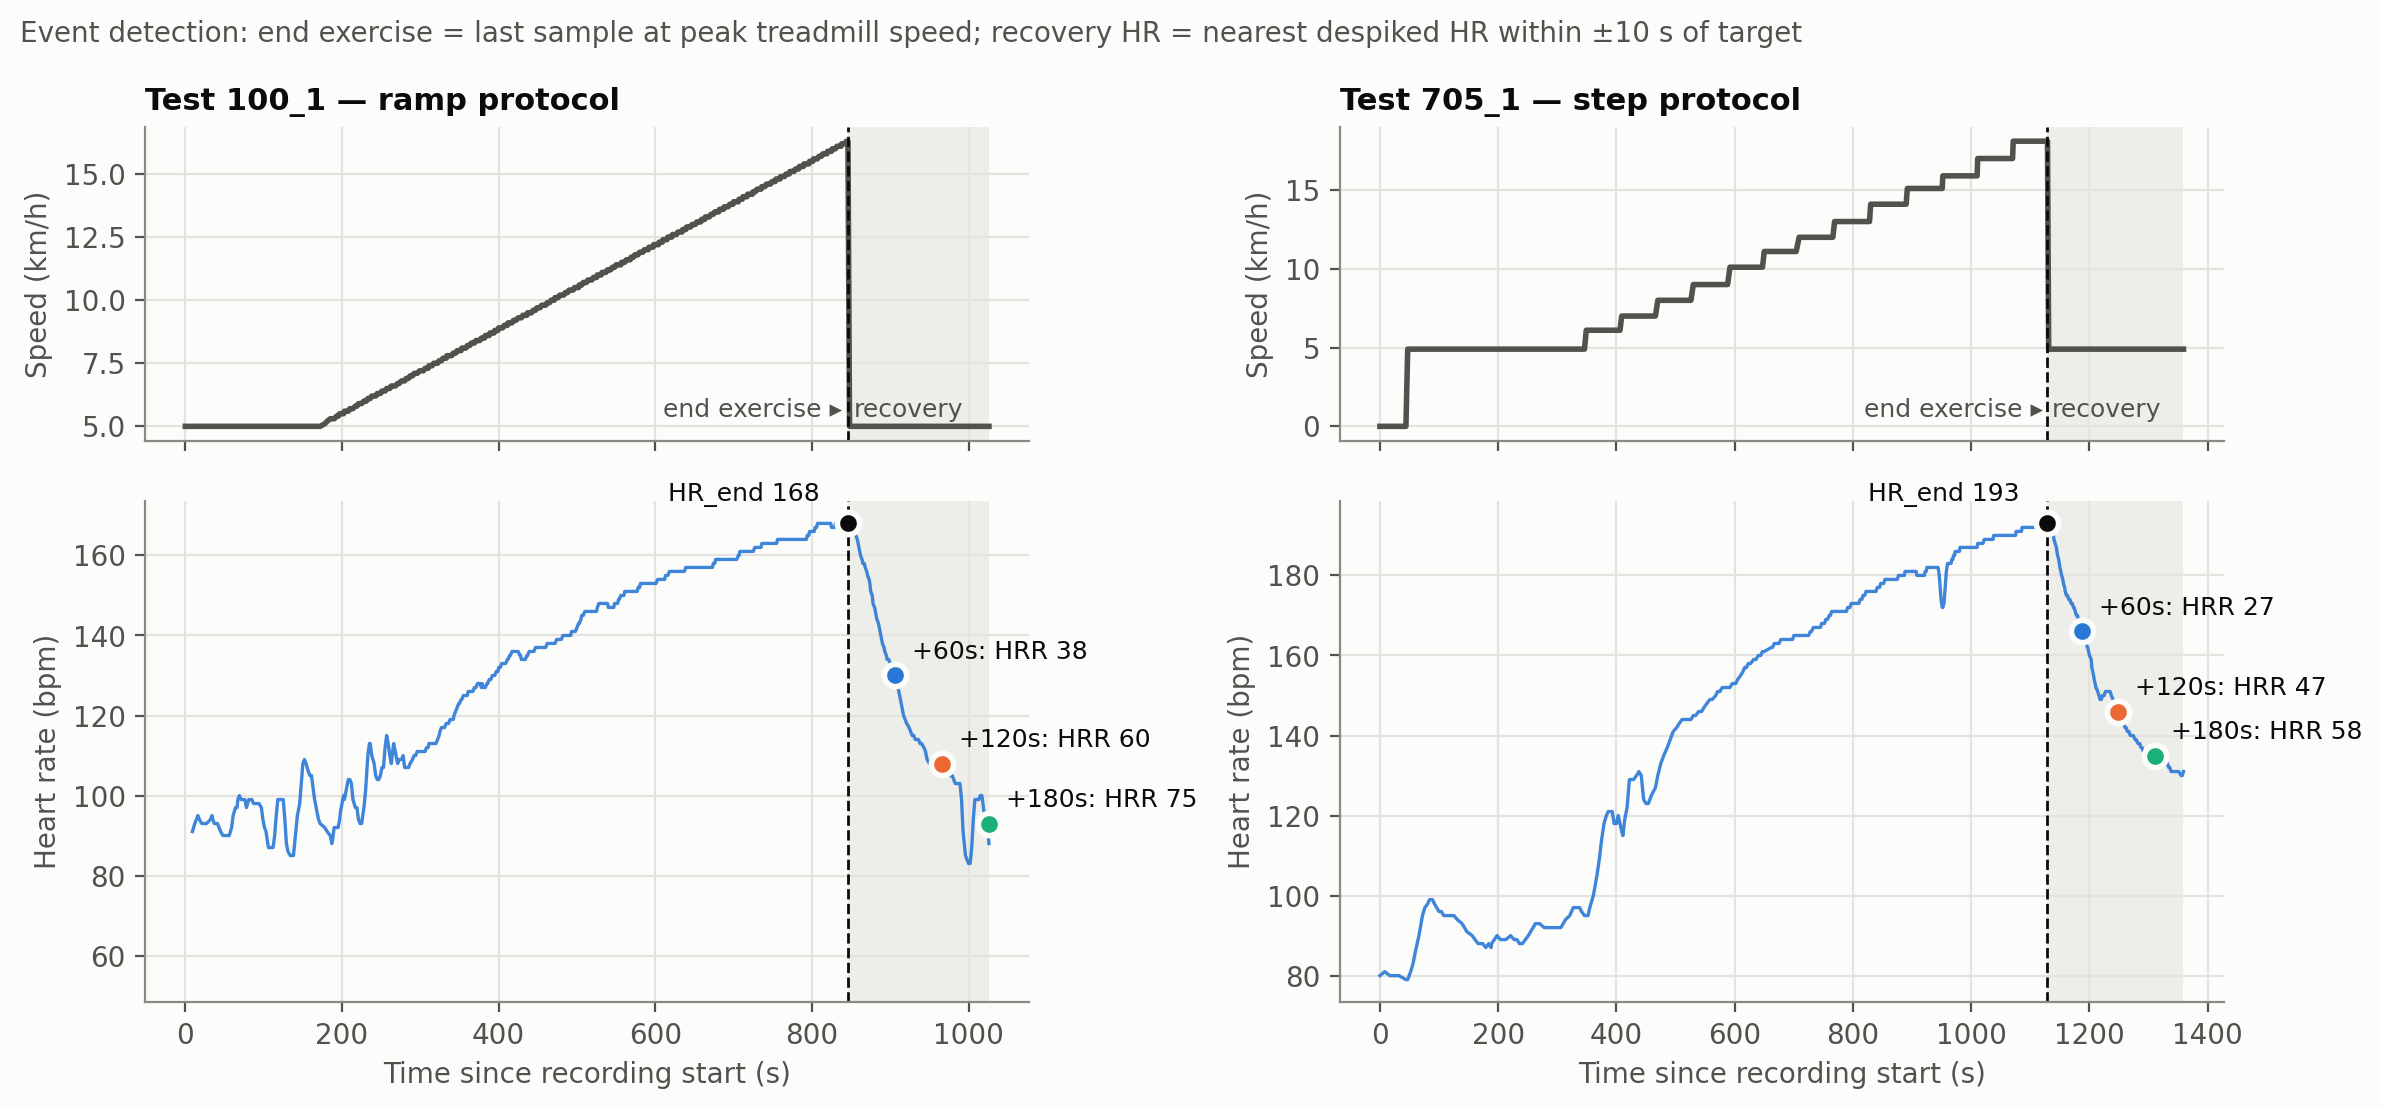 Event detection: end exercise = last sample at peak treadmill speed; recovery HR = nearest despiked HR within ±10 s of target
Test 100_1 — ramp protocol
Speed (km/h)
15.0
12.5
10.0
7.5
5.0
end exercise ▸ recovery
HR_end 168
Heart rate (bpm)
160
140
120
100
80
60
+60s: HRR 38
+120s: HRR 60
+180s: HRR 75
0 200 400 600 800 1000
Time since recording start (s)
Test 705_1 — step protocol
Speed (km/h)
15
10
5
0
end exercise ▸ recovery
HR_end 193
Heart rate (bpm)
180
160
140
120
100
80
+60s: HRR 27
+120s: HRR 47
+180s: HRR 58
0 200 400 600 800 1000 1200 1400
Time since recording start (s)